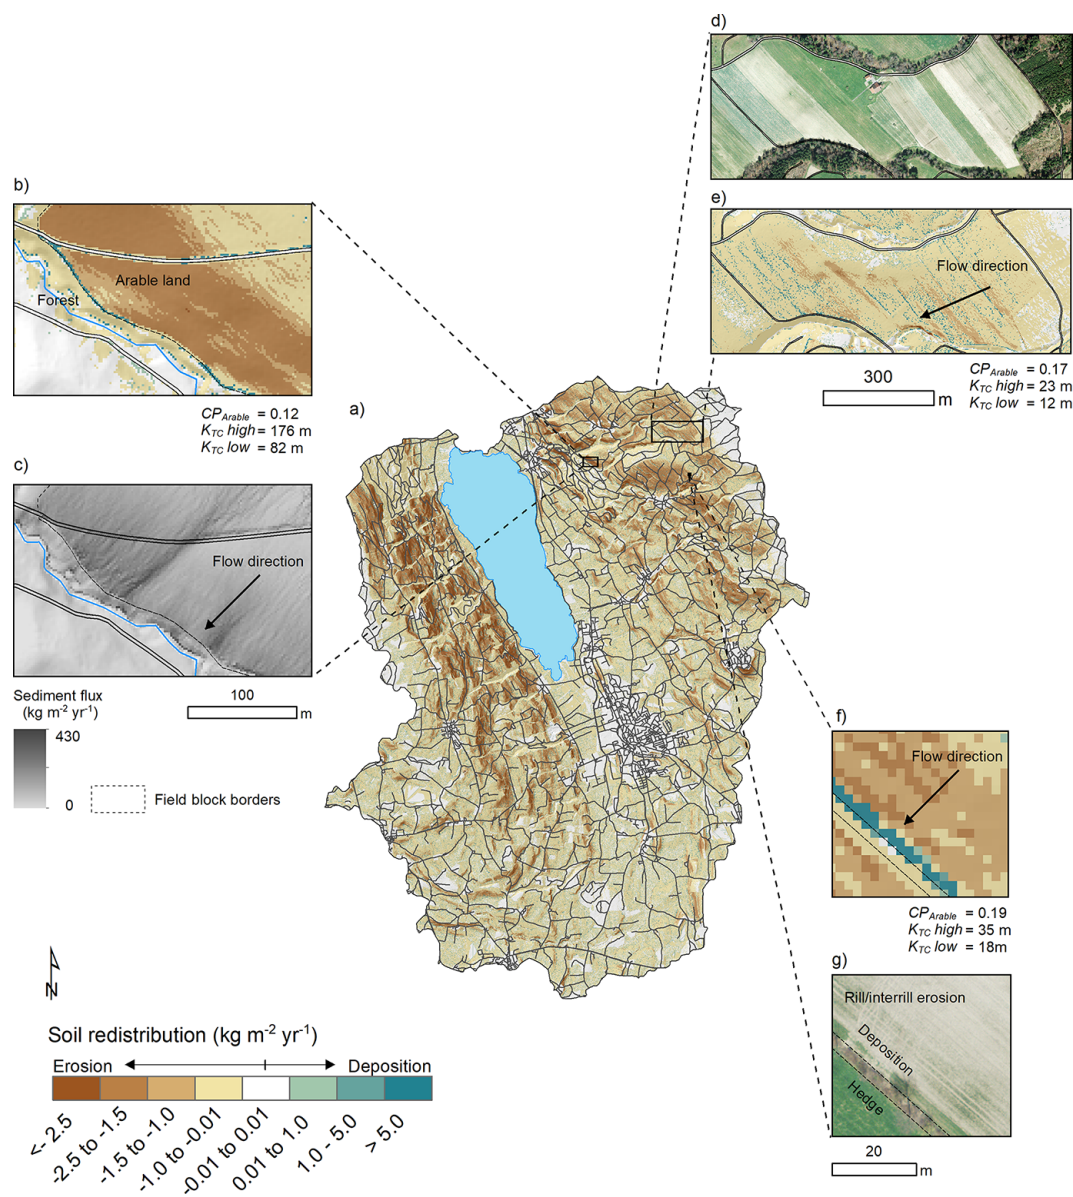 d)
b)
e)
Flow direction
Arable land
Forest
300
m
CPArable = 0.17
KTC high = 23 m
KTC low = 12 m
a)
CPArable = 0.12
KTC high = 176 m
KTC low = 82 m
c)
Flow direction
100
m
Sediment flux
(kg m-2 yr-1)
430
0
Field block borders
f)
Flow direction
CPArable = 0.19
KTC high = 35 m
KTC low = 18m
g)
Rill/interrill erosion
Deposition
Hedge
20
m
N
Soil redistribution (kg m-2 yr-1)
Erosion
Deposition
<- 2.5
-2.5 to -1.5
-1.5 to -1.0
-1.0 to -0.01
-0.01 to 0.01
0.01 to 1.0
1.0 - 5.0
> 5.0